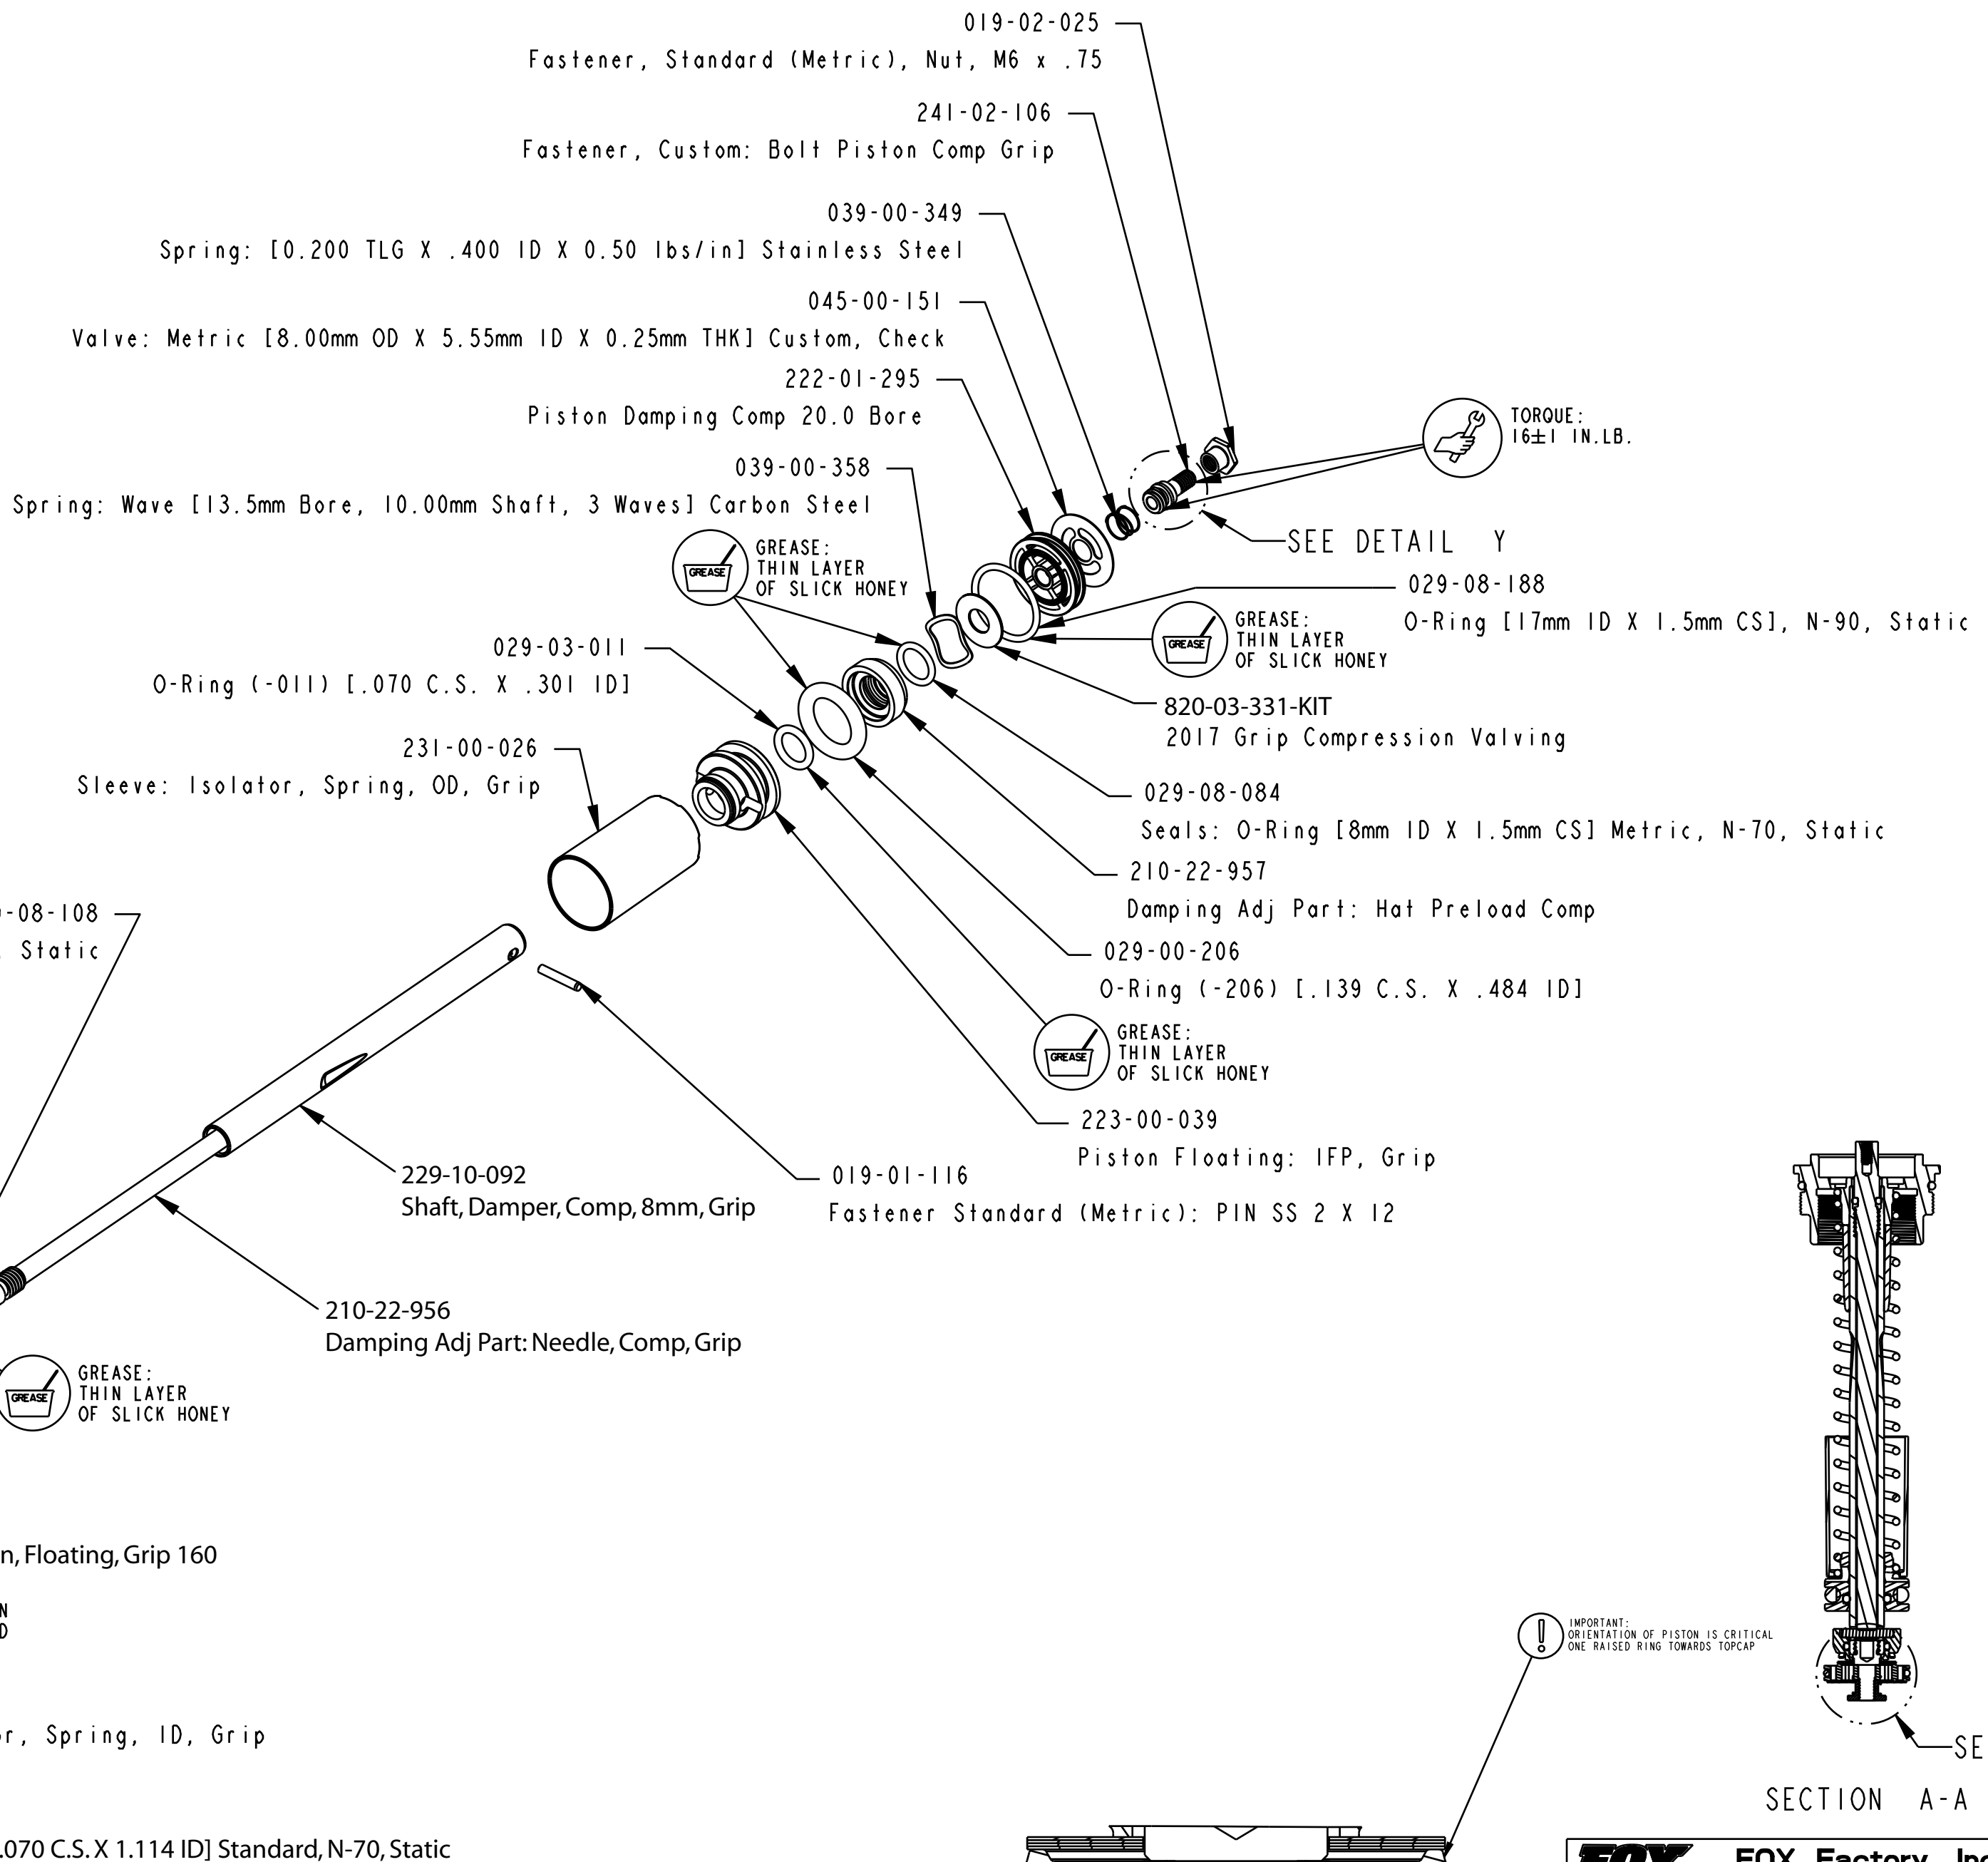 019-02-025
Fastener, Standard (Metric), Nut, M6 x .75
241-02-106
Fastener, Custom: Bolt Piston Comp Grip
039-00-349
Spring: [0.200 TLG X .400 ID X 0.50 lbs/in] Stainless Steel
045-00-151
Valve: Metric [8.00mm OD X 5.55mm ID X 0.25mm THK] Custom, Check
222-01-295
Piston Damping Comp 20.0 Bore
TORQUE:
16±1 IN.LB.
039-00-358
Spring: Wave [13.5mm Bore, 10.00mm Shaft, 3 Waves] Carbon Steel
SEE DETAIL Y
GREASE
GREASE:
THIN LAYER
OF SLICK HONEY
029-08-188
O-Ring [17mm ID X 1.5mm CS], N-90, Static
GREASE
GREASE:
THIN LAYER
OF SLICK HONEY
029-03-011
O-Ring (-011) [.070 C.S. X .301 ID]
820-03-331-KIT
2017 Grip Compression Valving
231-00-026
Sleeve: Isolator, Spring, OD, Grip
029-08-084
Seals: O-Ring [8mm ID X 1.5mm CS] Metric, N-70, Static
210-22-957
Damping Adj Part: Hat Preload Comp
-08-108
Static
029-00-206
O-Ring (-206) [.139 C.S. X .484 ID]
GREASE
GREASE:
THIN LAYER
OF SLICK HONEY
223-00-039
Piston Floating: IFP, Grip
229-10-092
Shaft, Damper, Comp, 8mm, Grip
019-01-116
Fastener Standard (Metric): PIN SS 2 X 12
210-22-956
Damping Adj Part: Needle, Comp, Grip
GREASE
GREASE:
THIN LAYER
OF SLICK HONEY
n, Floating, Grip 160
N
D
IMPORTANT:
ORIENTATION OF PISTON IS CRITICAL
ONE RAISED RING TOWARDS TOPCAP
r, Spring, ID, Grip
SE
SECTION A-A
.070 C.S. X 1.114 ID] Standard, N-70, Static
FOX
FOX Factory, Inc